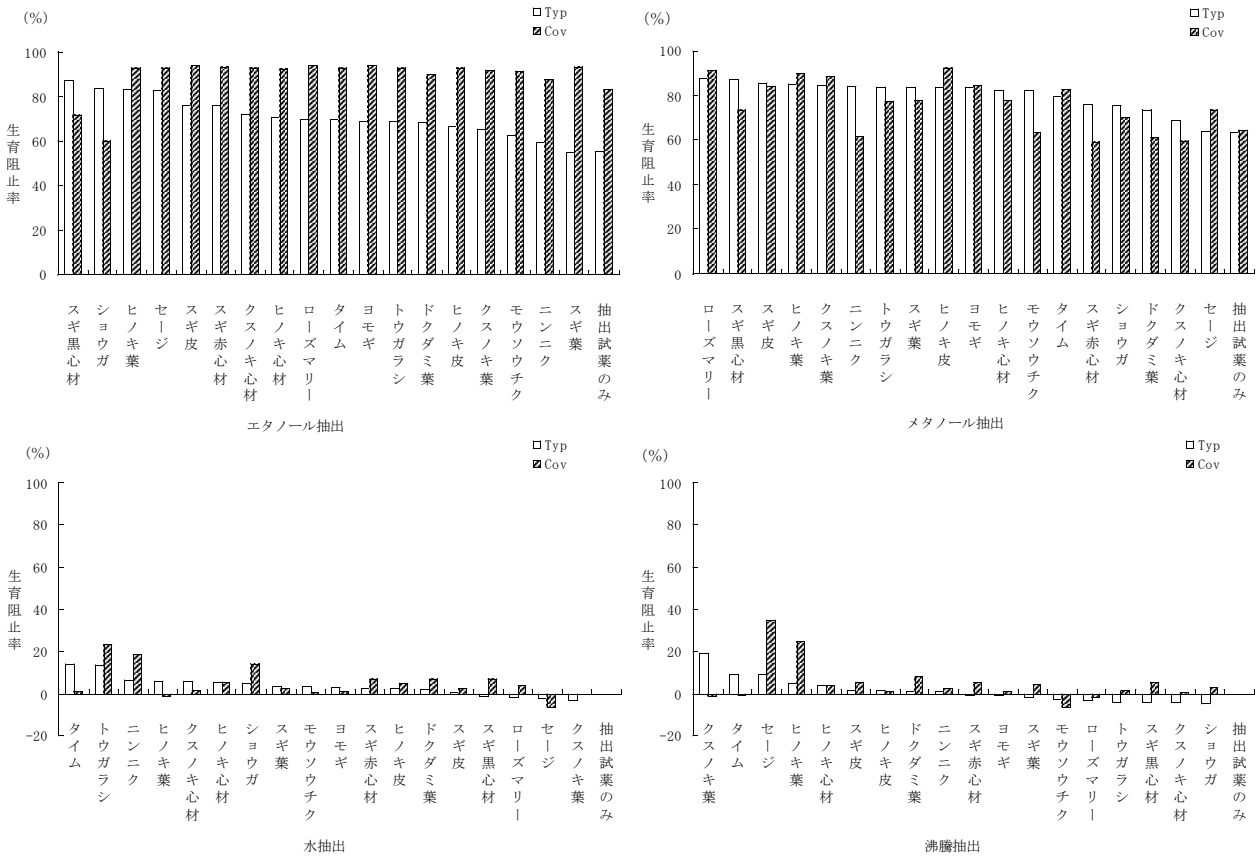 (%)
Typ
Cov
100
80
60
40
20
0
生育阻止率
スギ黒心材
ショウガ
ヒノキ葉
セージ
スギ皮
スギ赤心材
クスノキ心材
ヒノキ心材
ローズマリー
タイム
ヨモギ
トウガラシ
ドクダミ葉
ヒノキ皮
クスノキ葉
モウソウチク
ニンニク
スギ葉
抽出試薬のみ
エタノール抽出
(%)
Typ
Cov
100
80
60
40
20
0
生育阻止率
ローズマリー
スギ黒心材
スギ皮
ヒノキ葉
クスノキ葉
ニンニク
トウガラシ
スギ葉
ヒノキ皮
ヨモギ
ヒノキ心材
モウソウチク
タイム
スギ赤心材
ショウガ
ドクダミ葉
クスノキ心材
セージ
抽出試薬のみ
メタノール抽出
(%)
Typ
Cov
100
80
60
40
20
0
-20
生育阻止率
タイム
トウガラシ
ニンニク
ヒノキ葉
クスノキ心材
ヒノキ心材
ショウガ
スギ葉
モウソウチク
ヨモギ
スギ赤心材
ヒノキ皮
ドクダミ葉
スギ皮
スギ黒心材
ローズマリー
セージ
クスノキ葉
抽出試薬のみ
水抽出
(%)
Typ
Cov
100
80
60
40
20
0
-20
生育阻止率
クスノキ葉
タイム
セージ
ヒノキ葉
ヒノキ心材
スギ皮
ヒノキ皮
ドクダミ葉
ニンニク
スギ赤心材
ヨモギ
スギ葉
モウソウチク
ローズマリー
トウガラシ
スギ黒心材
クスノキ心材
ショウガ
抽出試薬のみ
沸騰抽出